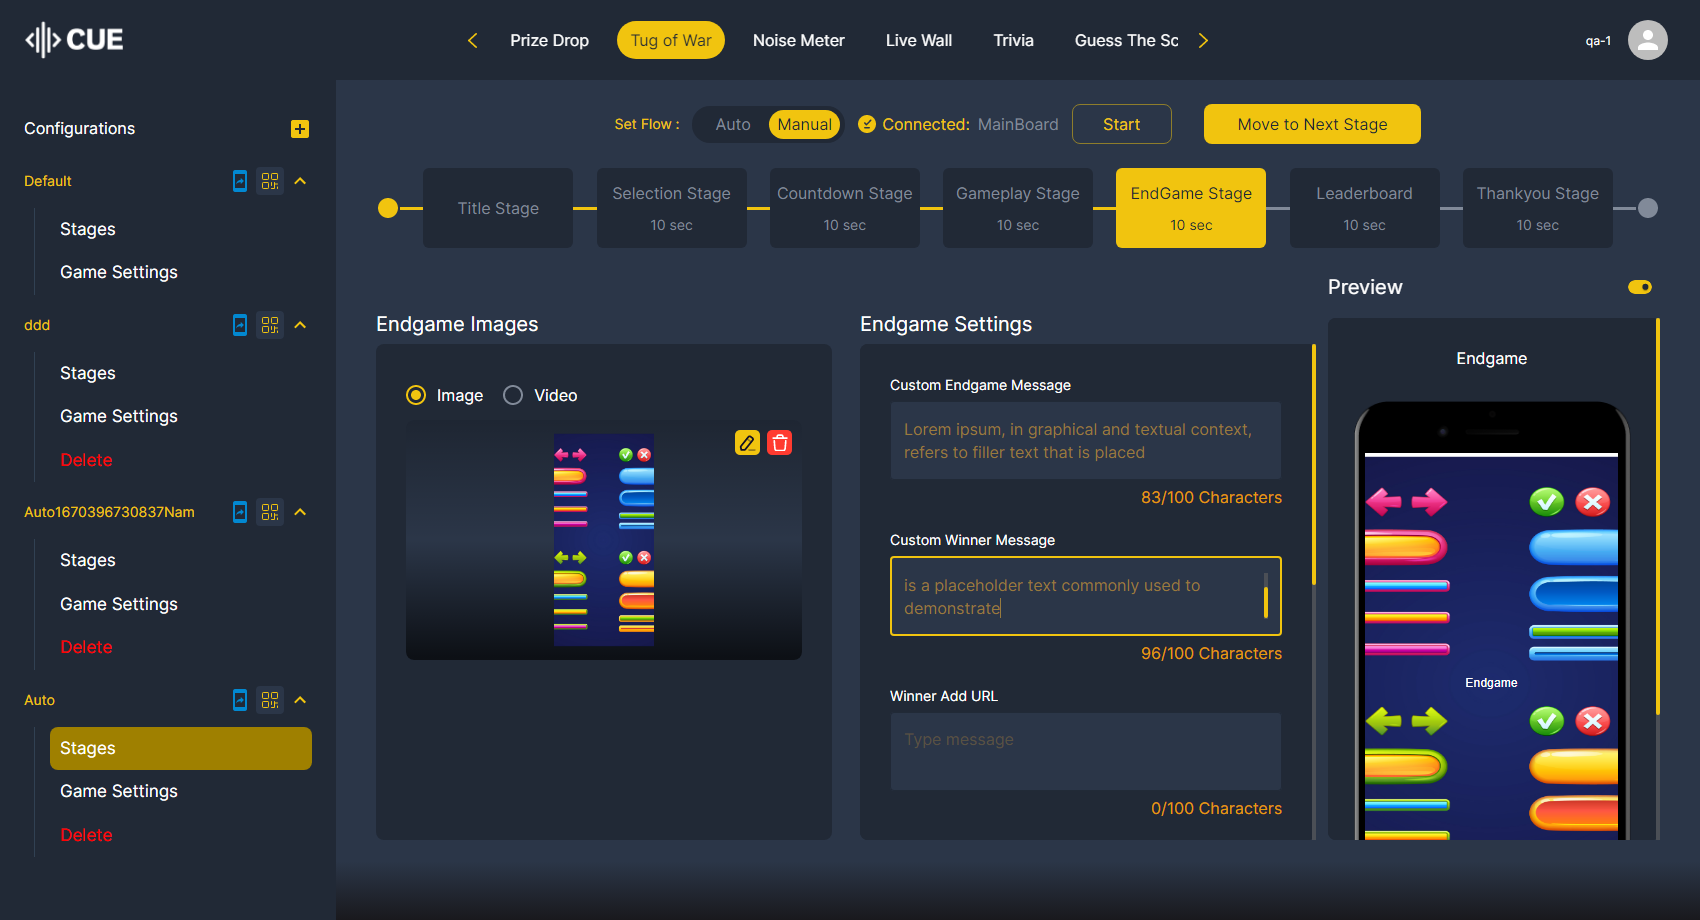 CUE
Prize Drop
Tug of War
Noise Meter
Live Wall
Trivia
Guess The Sc
qa-1
Configurations
Default
Stages
Game Settings
ddd
Stages
Game Settings
Delete
Auto1670396730837Nam
Stages
Game Settings
Delete
Auto
Stages
Game Settings
Delete
Set Flow :
Auto
Manual
Connected: MainBoard
Start
Move to Next Stage
Title Stage
Selection Stage
10 sec
Countdown Stage
10 sec
Gameplay Stage
10 sec
EndGame Stage
10 sec
Leaderboard
10 sec
Thankyou Stage
10 sec
Endgame Images
Image
Video
Endgame Settings
Custom Endgame Message
Lorem ipsum, in graphical and textual context,
refers to filler text that is placed
83/100 Characters
Custom Winner Message
is a placeholder text commonly used to
demonstrate
96/100 Characters
Winner Add URL
Type message
0/100 Characters
Preview
Endgame
Endgame